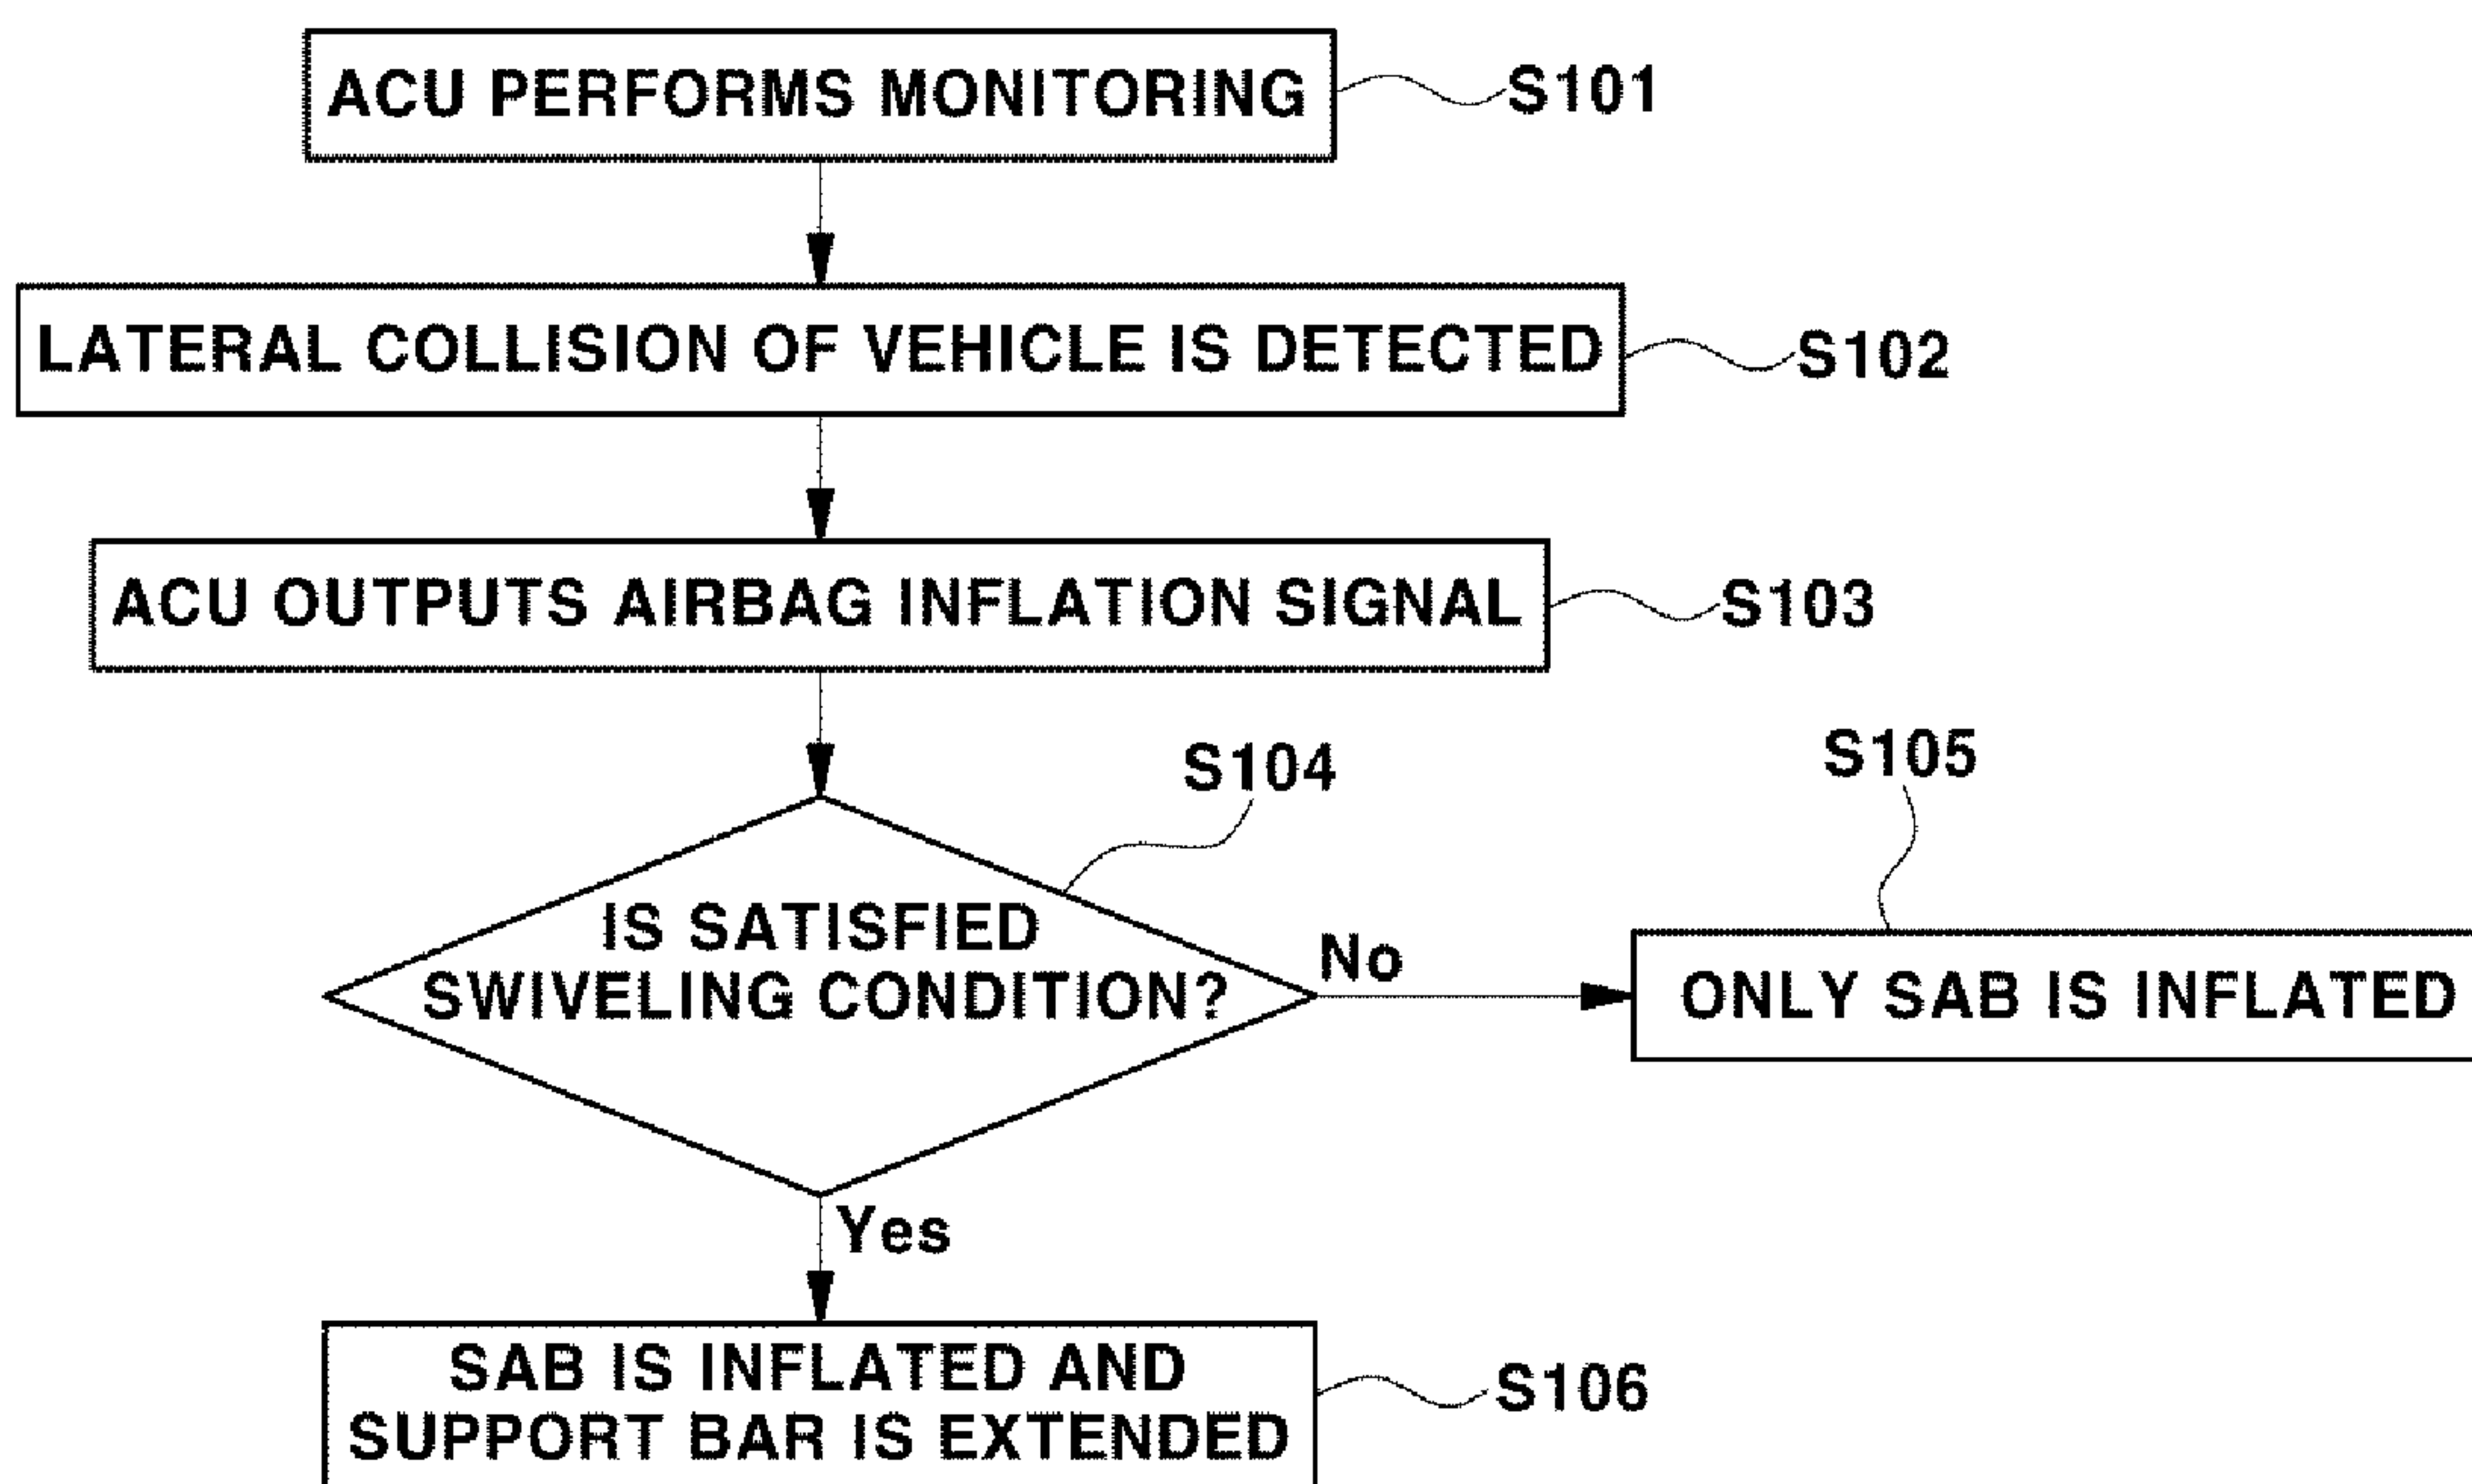 ACU PERFORMS MONITORING
S101
LATERAL COLLISION OF VEHICLE IS DETECTED
S102
ACU OUTPUTS AIRBAG INFLATION SIGNAL
S103
S104
S105
IS SATISFIED
SWIVELING CONDITION?
No
ONLY SAB IS INFLATED
Yes
SAB IS INFLATED AND
SUPPORT BAR IS EXTENDED
S106